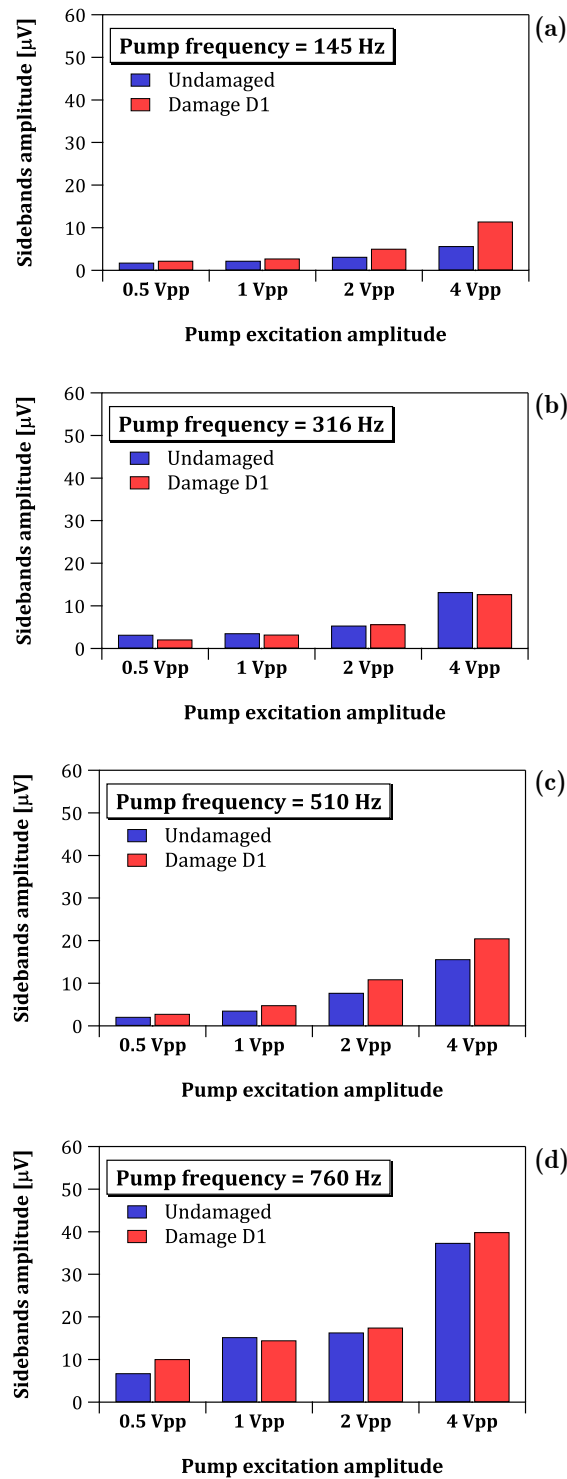 (a)
Pump frequency = 145 Hz
Undamaged
Damage D1
Sidebands amplitude [μV]
60
50
40
30
20
10
0
0.5 Vpp 1 Vpp 2 Vpp 4 Vpp
Pump excitation amplitude
(b)
Pump frequency = 316 Hz
Undamaged
Damage D1
Sidebands amplitude [μV]
60
50
40
30
20
10
0
0.5 Vpp 1 Vpp 2 Vpp 4 Vpp
Pump excitation amplitude
(c)
Pump frequency = 510 Hz
Undamaged
Damage D1
Sidebands amplitude [μV]
60
50
40
30
20
10
0
0.5 Vpp 1 Vpp 2 Vpp 4 Vpp
Pump excitation amplitude
(d)
Pump frequency = 760 Hz
Undamaged
Damage D1
Sidebands amplitude [μV]
60
50
40
30
20
10
0
0.5 Vpp 1 Vpp 2 Vpp 4 Vpp
Pump excitation amplitude